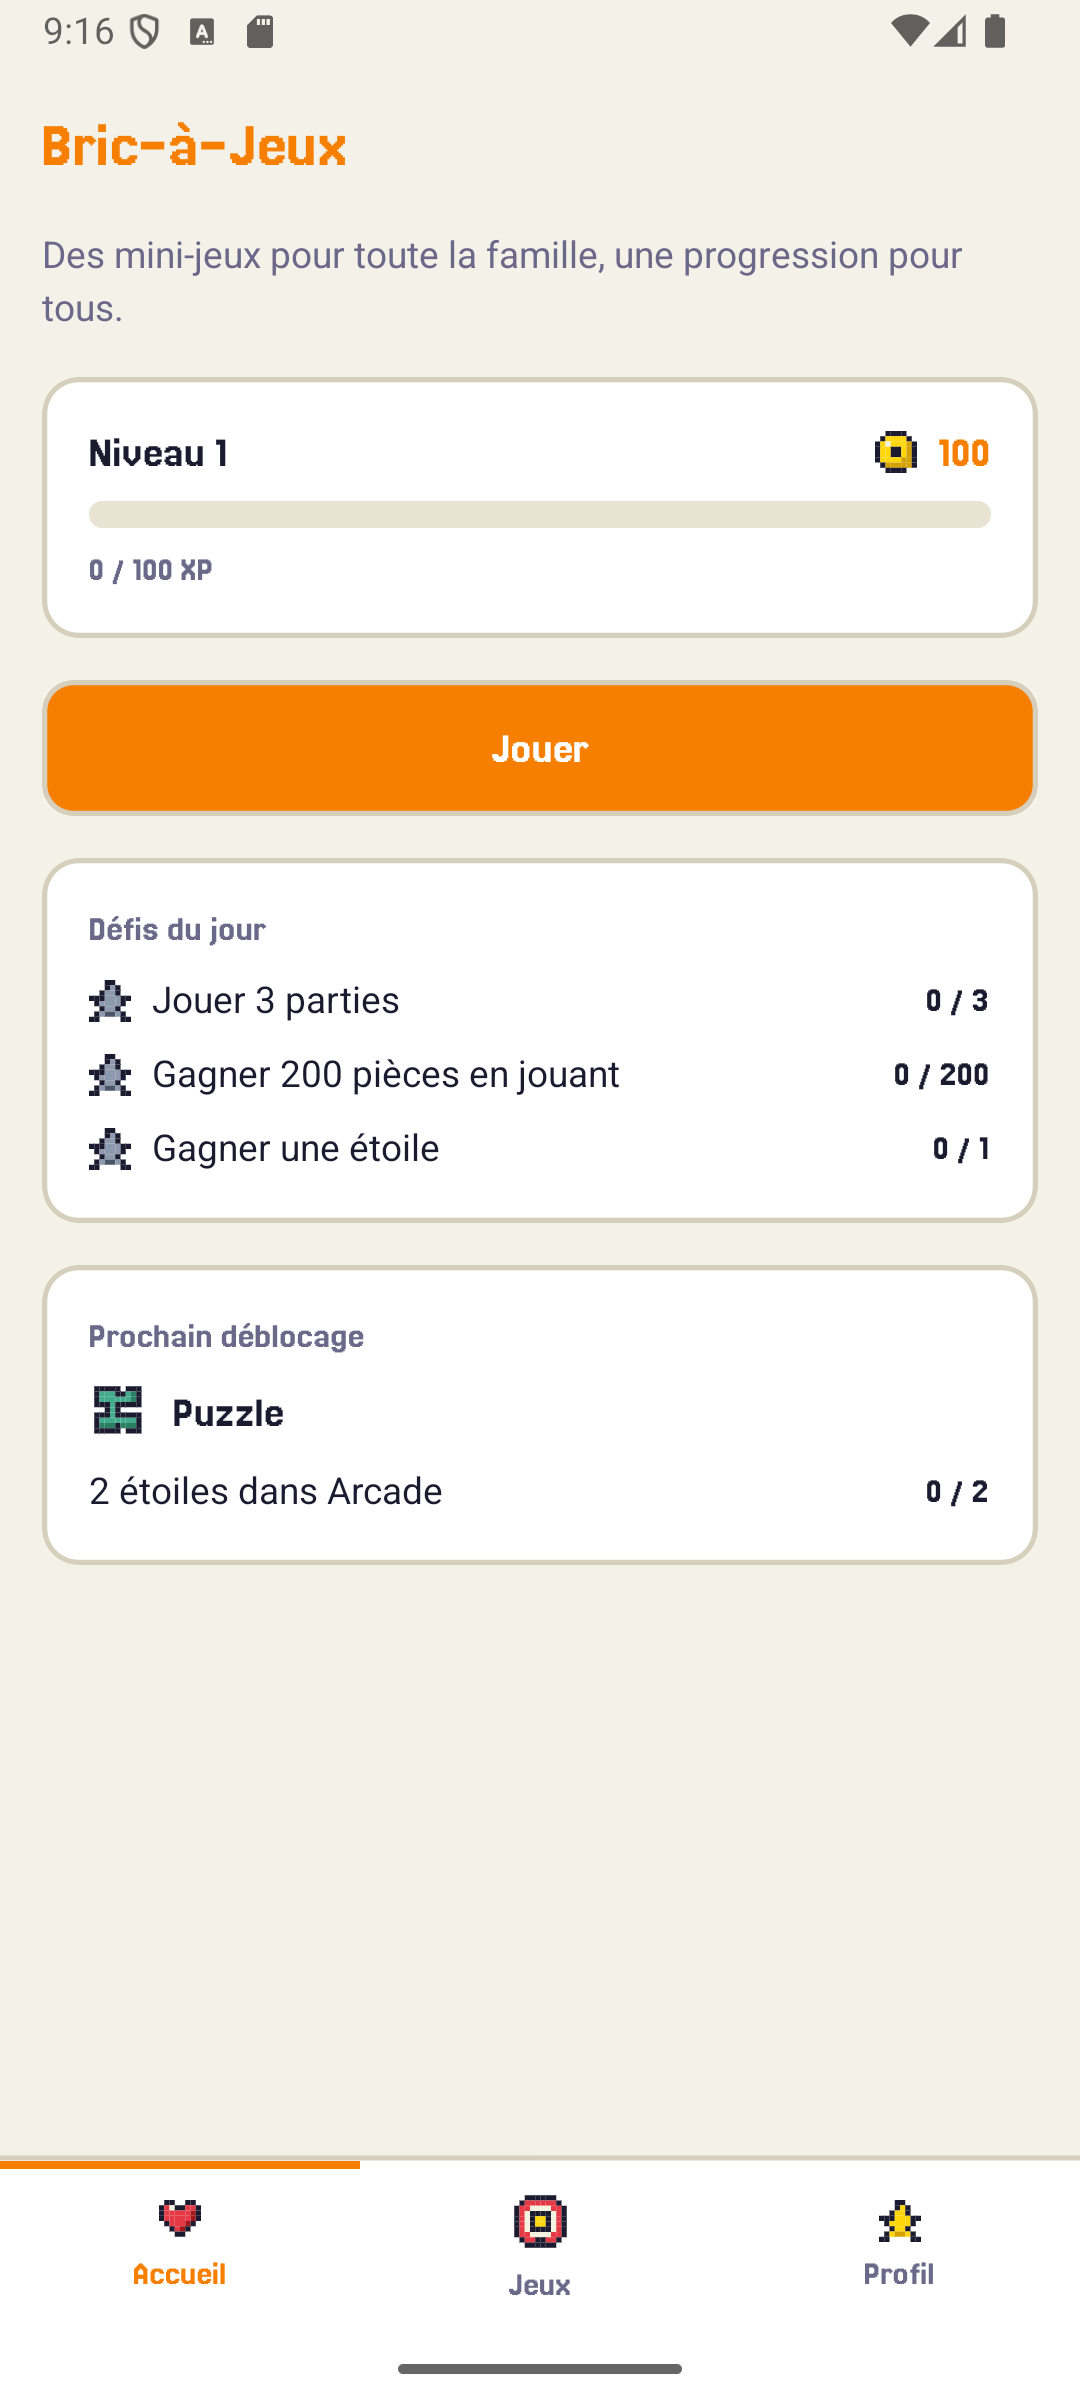 9:16
Bric-à-Jeux
Des mini-jeux pour toute la famille, une progression pour
tous.
Niveau 1 100
0 / 100 XP
Jouer
Défis du jour
Jouer 3 parties 0 / 3
Gagner 200 pièces en jouant 0 / 200
Gagner une étoile 0 / 1
Prochain déblocage
Puzzle
2 étoiles dans Arcade 0 / 2
Accueil Jeux Profil